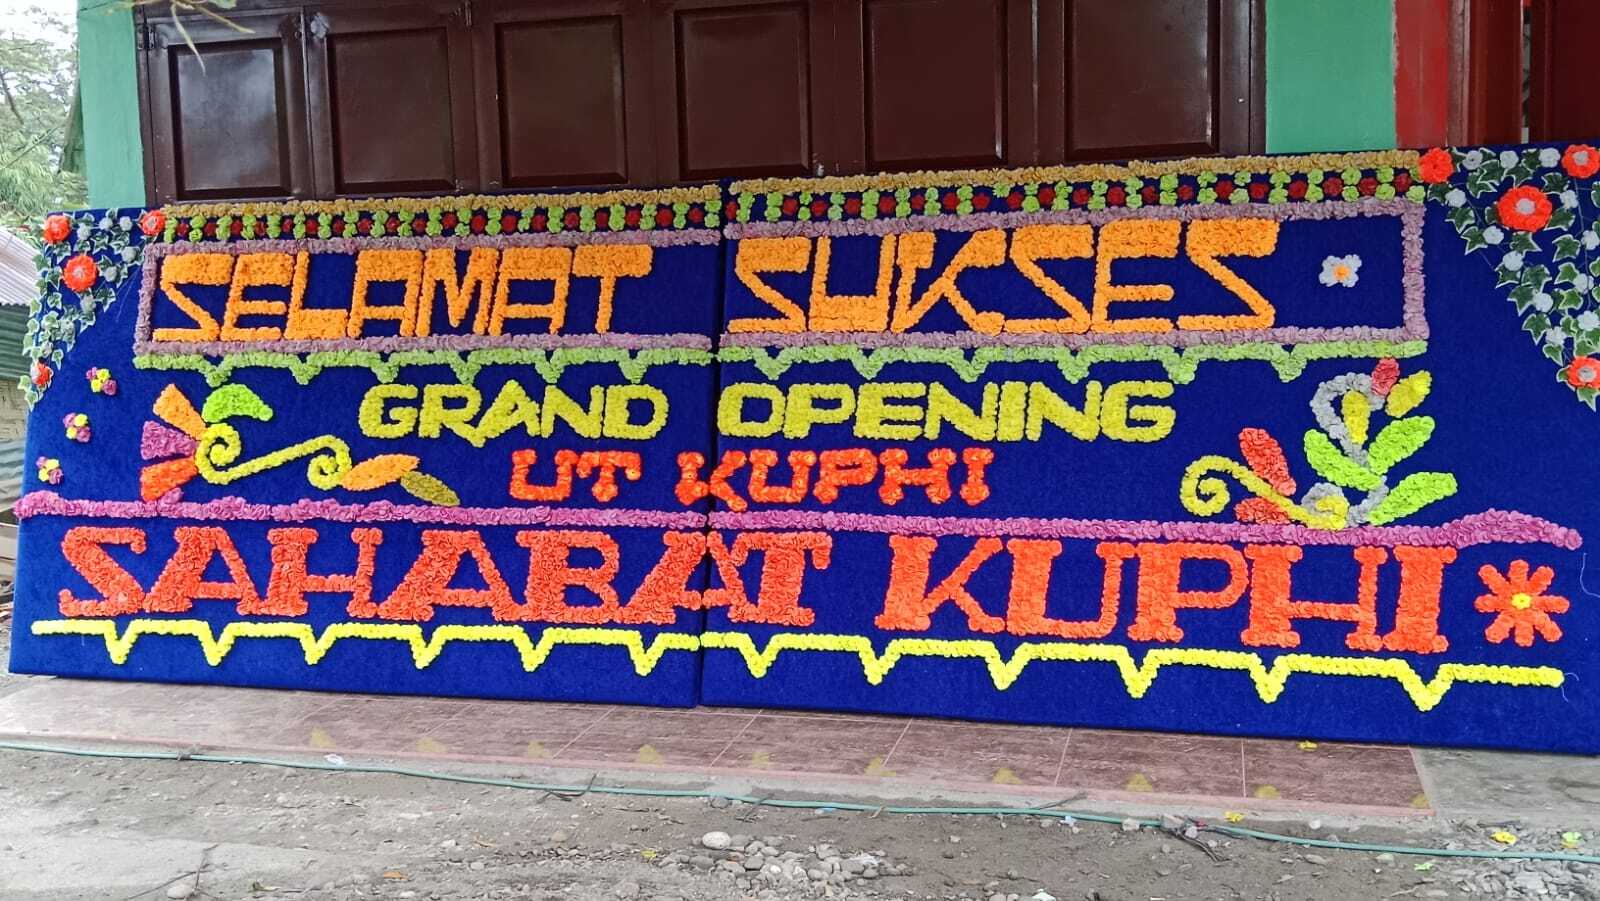 SELAMAT SUKSES
GRAND OPENING
UT KUPHI
SAHABAT KUPHI